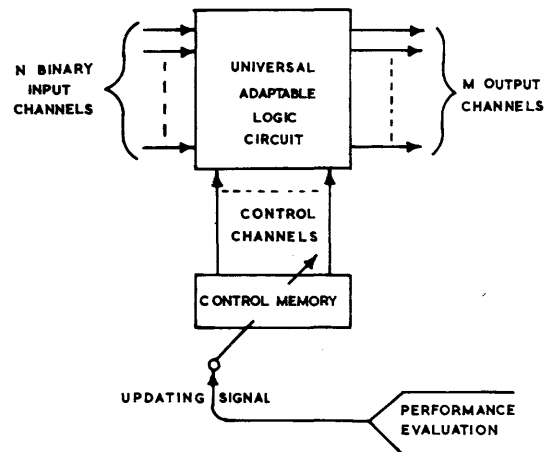 N BINARY
INPUT
CHANNELS
UNIVERSAL
ADAPTABLE
LOGIC
CIRCUIT
M OUTPUT
CHANNELS
CONTROL
CHANNELS
CONTROL MEMORY
UPDATING SIGNAL
PERFORMANCE
EVALUATION